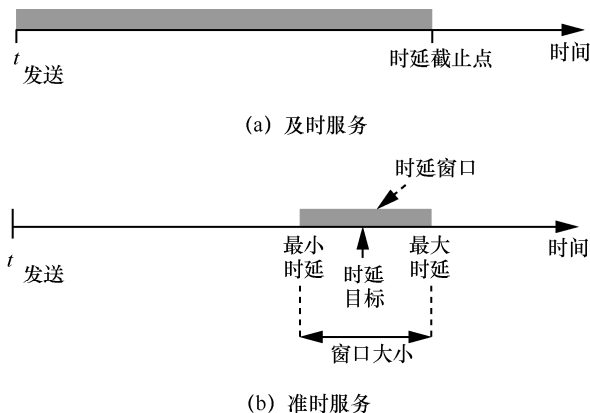 t
发送
时延截止点
时间
(a) 及时服务
时延窗口
t
发送
最小
时延
时延
目标
最大
时延
时间
窗口大小
(b) 准时服务